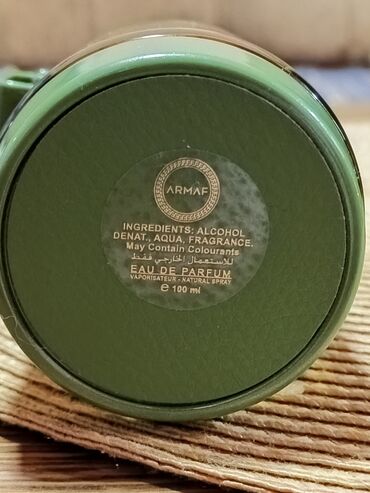 ARMAF
INGREDIENTS: ALCOHOL
DENAT., AQUA, FRAGRANCE.
May Contain Colourants
للاستعمال الخارجي فقط
EAU DE PARFUM
VAPORISATEUR - NATURAL SPRAY
℮ 100 ml